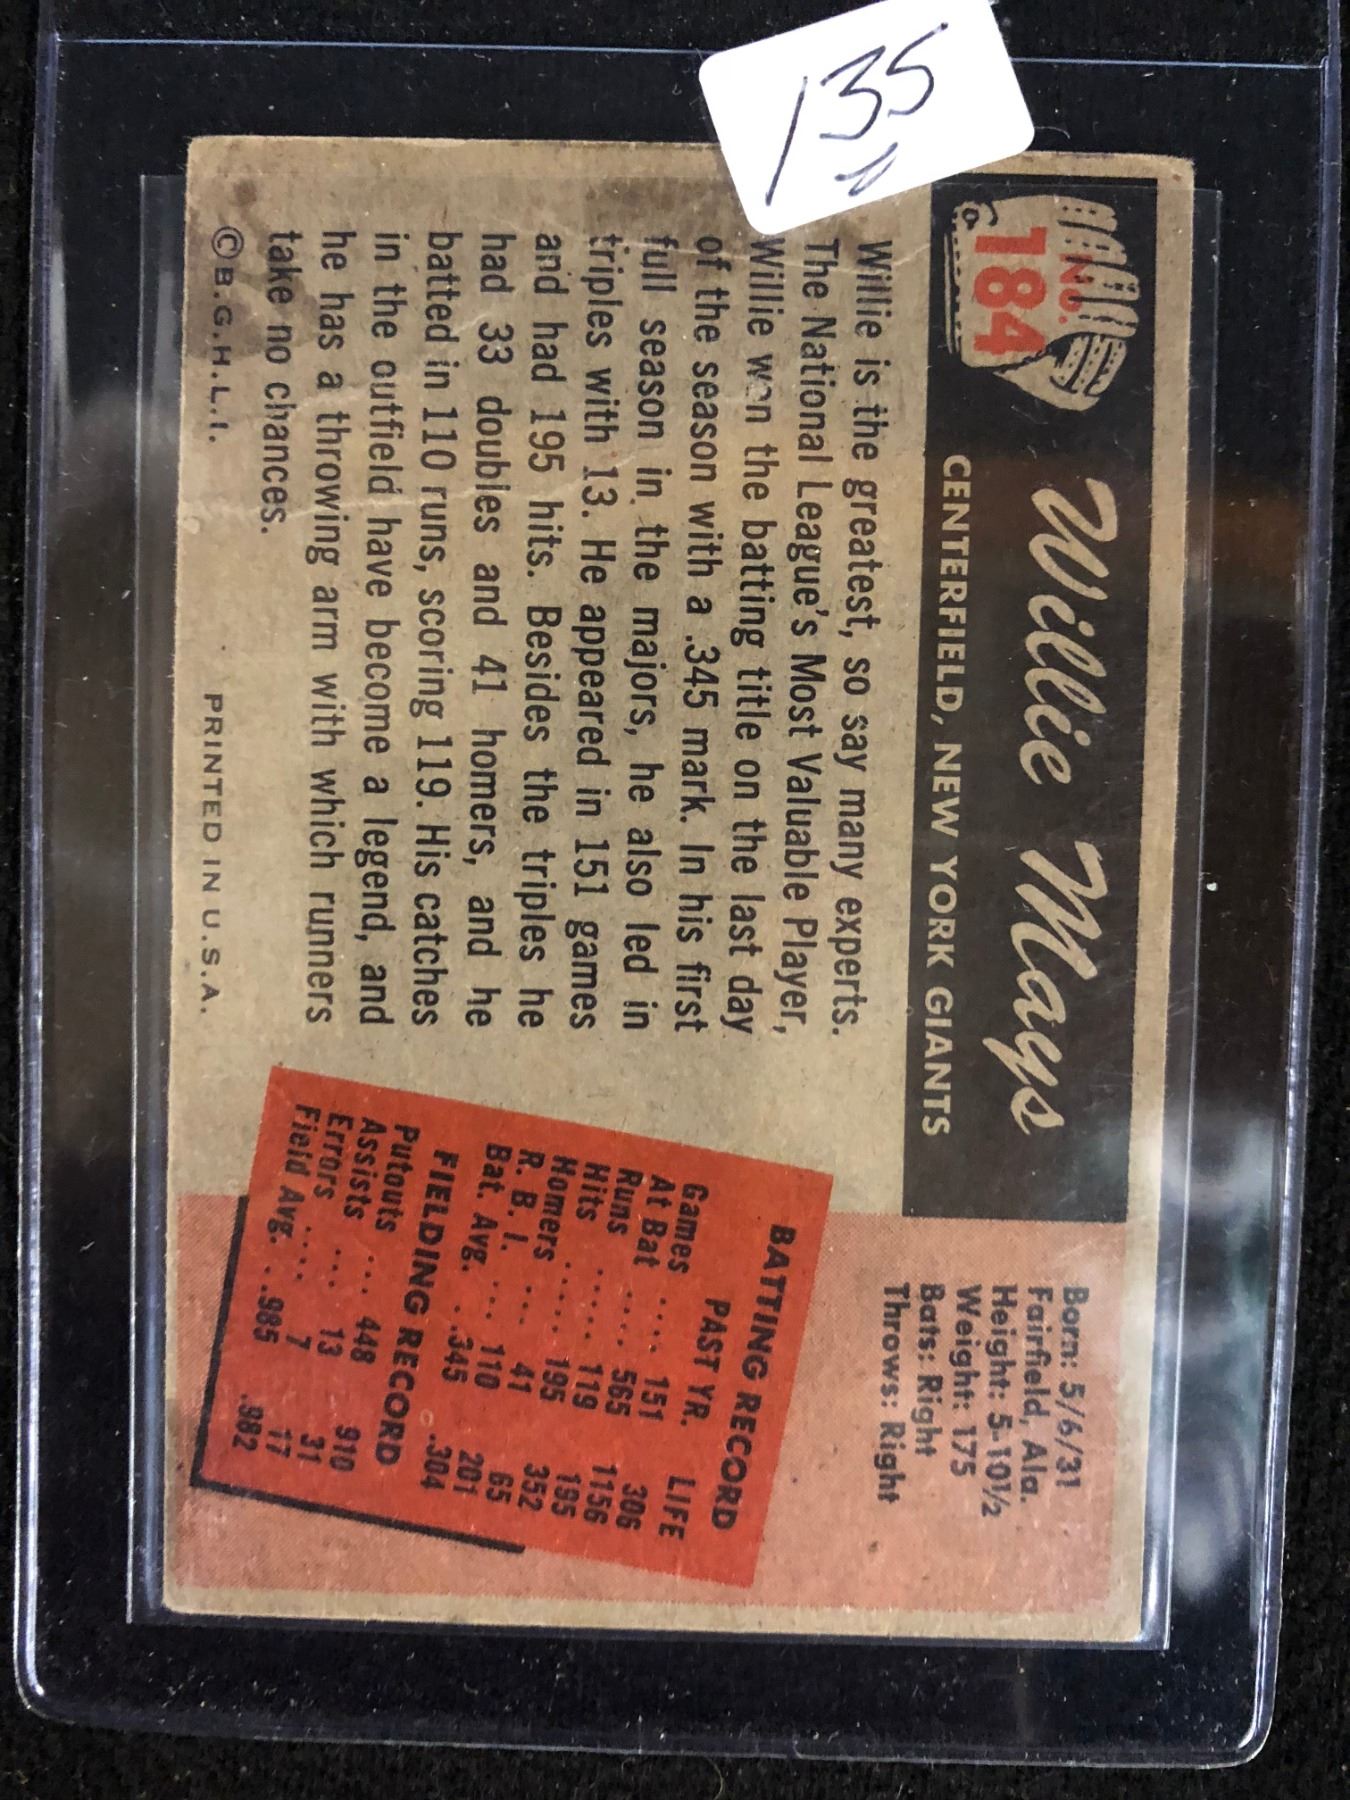 135
No.
184
Willie Mays
CENTERFIELD, NEW YORK GIANTS
Born: 5/6/31
Fairfield, Ala.
Height: 5-10½
Weight: 175
Bats: Right
Throws: Right
Willie is the greatest, so say many experts.
The National League's Most Valuable Player,
Willie won the batting title on the last day
of the season with a .345 mark. In his first
full season in the majors, he also led in
triples with 13. He appeared in 151 games
and had 195 hits. Besides the triples he
had 33 doubles and 41 homers, and he
batted in 110 runs, scoring 119. His catches
in the outfield have become a legend, and
he has a throwing arm with which runners
take no chances.
© B.G.H.L.I. PRINTED IN U.S.A.
BATTING RECORD
PAST YR. LIFE
Games .... 151 306
At Bat .... 565 1156
Runs ..... 119 195
Hits ..... 195 352
Homers ... 41 65
R. B. I. ... 110 201
Bat. Avg. . .345 .304
FIELDING RECORD
Putouts ... 448 910
Assists ... 13 31
Errors .... 7 17
Field Avg. . .985 .982